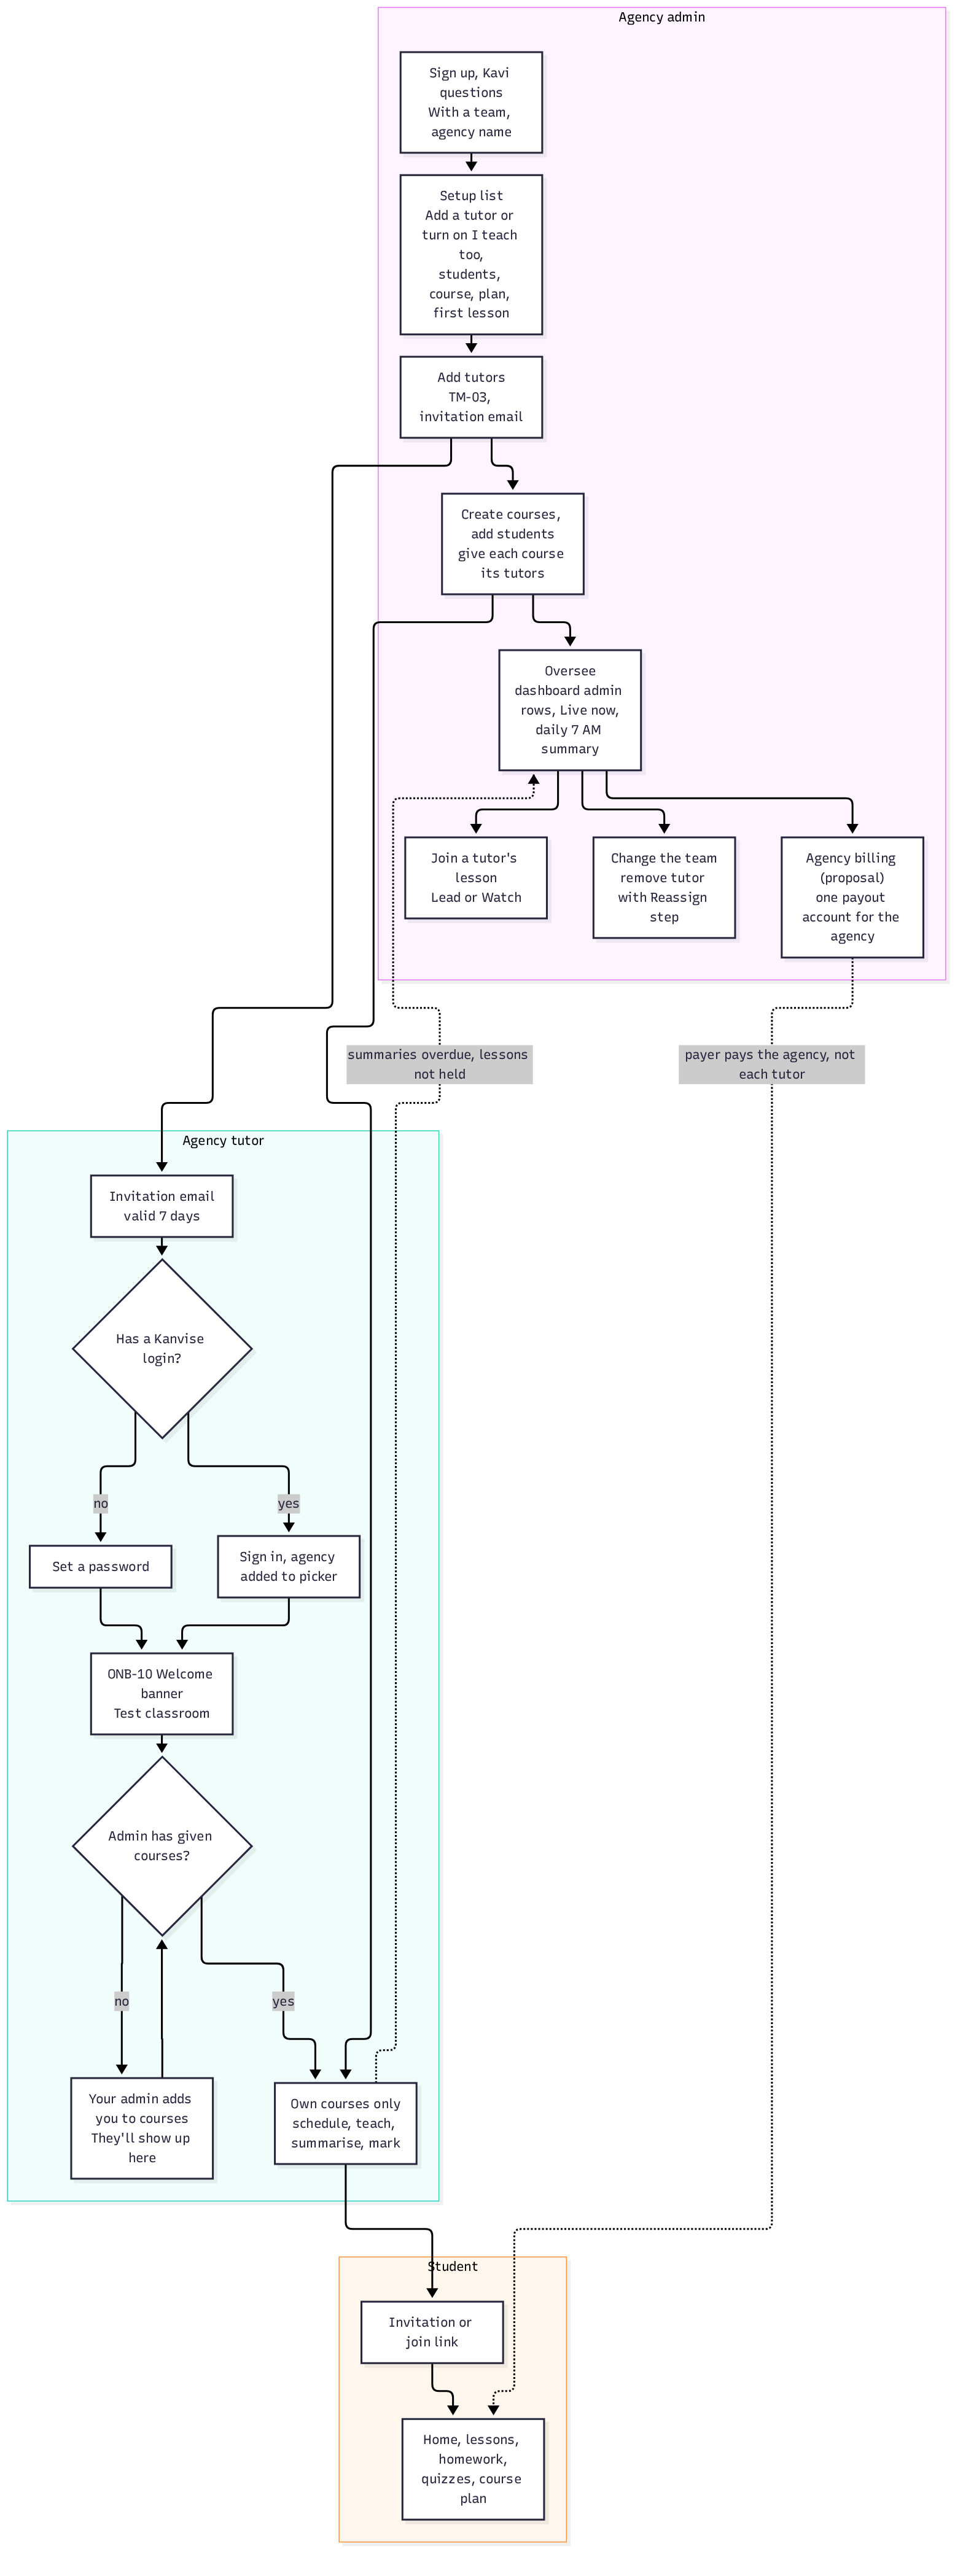 Agency admin
Sign up, Kavi
questions
With a team,
agency name
Setup list
Add a tutor or
turn on I teach
too,
students,
course, plan,
first lesson
Add tutors
TM-03,
invitation email
Create courses,
add students
give each course
its tutors
Oversee
dashboard admin
rows, Live now,
daily 7 AM
summary
Join a tutor's
lesson
Lead or Watch
Change the team
remove tutor
with Reassign
step
Agency billing
(proposal)
one payout
account for the
agency
summaries overdue, lessons
not held
payer pays the agency, not
each tutor
Agency tutor
Invitation email
valid 7 days
Has a Kanvise
login?
no
yes
Set a password
Sign in, agency
added to picker
ONB-10 Welcome
banner
Test classroom
Admin has given
courses?
no
yes
Your admin adds
you to courses
They'll show up
here
Own courses only
schedule, teach,
summarise, mark
Student
Invitation or
join link
Home, lessons,
homework,
quizzes, course
plan